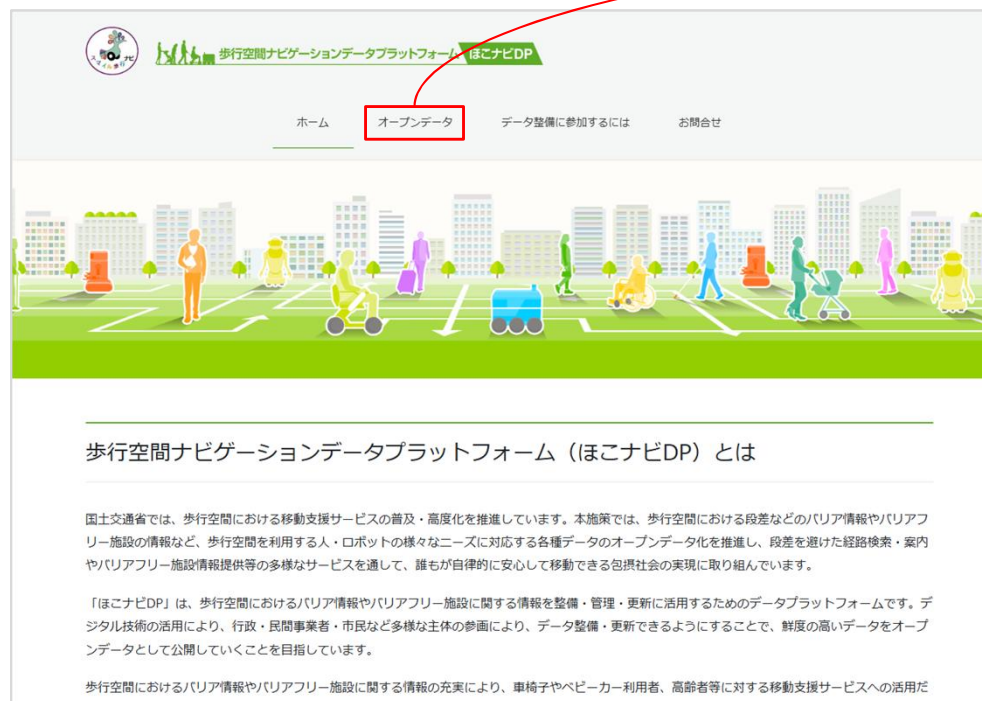 スマイル歩行ナビ
歩行空間ナビゲーションデータプラットフォーム ほこナビDP
ホーム オープンデータ データ整備に参加するには お問合せ
歩行空間ナビゲーションデータプラットフォーム（ほこナビDP）とは
国土交通省では、歩行空間における移動支援サービスの普及・高度化を推進しています。本施策では、歩行空間における段差などのバリア情報やバリアフ
リー施設の情報など、歩行空間を利用する人・ロボットの様々なニーズに対応する各種データのオープンデータ化を推進し、段差を避けた経路検索・案内
やバリアフリー施設情報提供等の多様なサービスを通して、誰もが自律的に安心して移動できる包摂社会の実現に取り組んでいます。
「ほこナビDP」は、歩行空間におけるバリア情報やバリアフリー施設に関する情報を整備・管理・更新に活用するためのデータプラットフォームです。デ
ジタル技術の活用により、行政・民間事業者・市民など多様な主体の参画により、データ整備・更新できるようにすることで、鮮度の高いデータをオープ
ンデータとして公開していくことを目指しています。
歩行空間におけるバリア情報やバリアフリー施設に関する情報の充実により、車椅子やベビーカー利用者、高齢者等に対する移動支援サービスへの活用だ